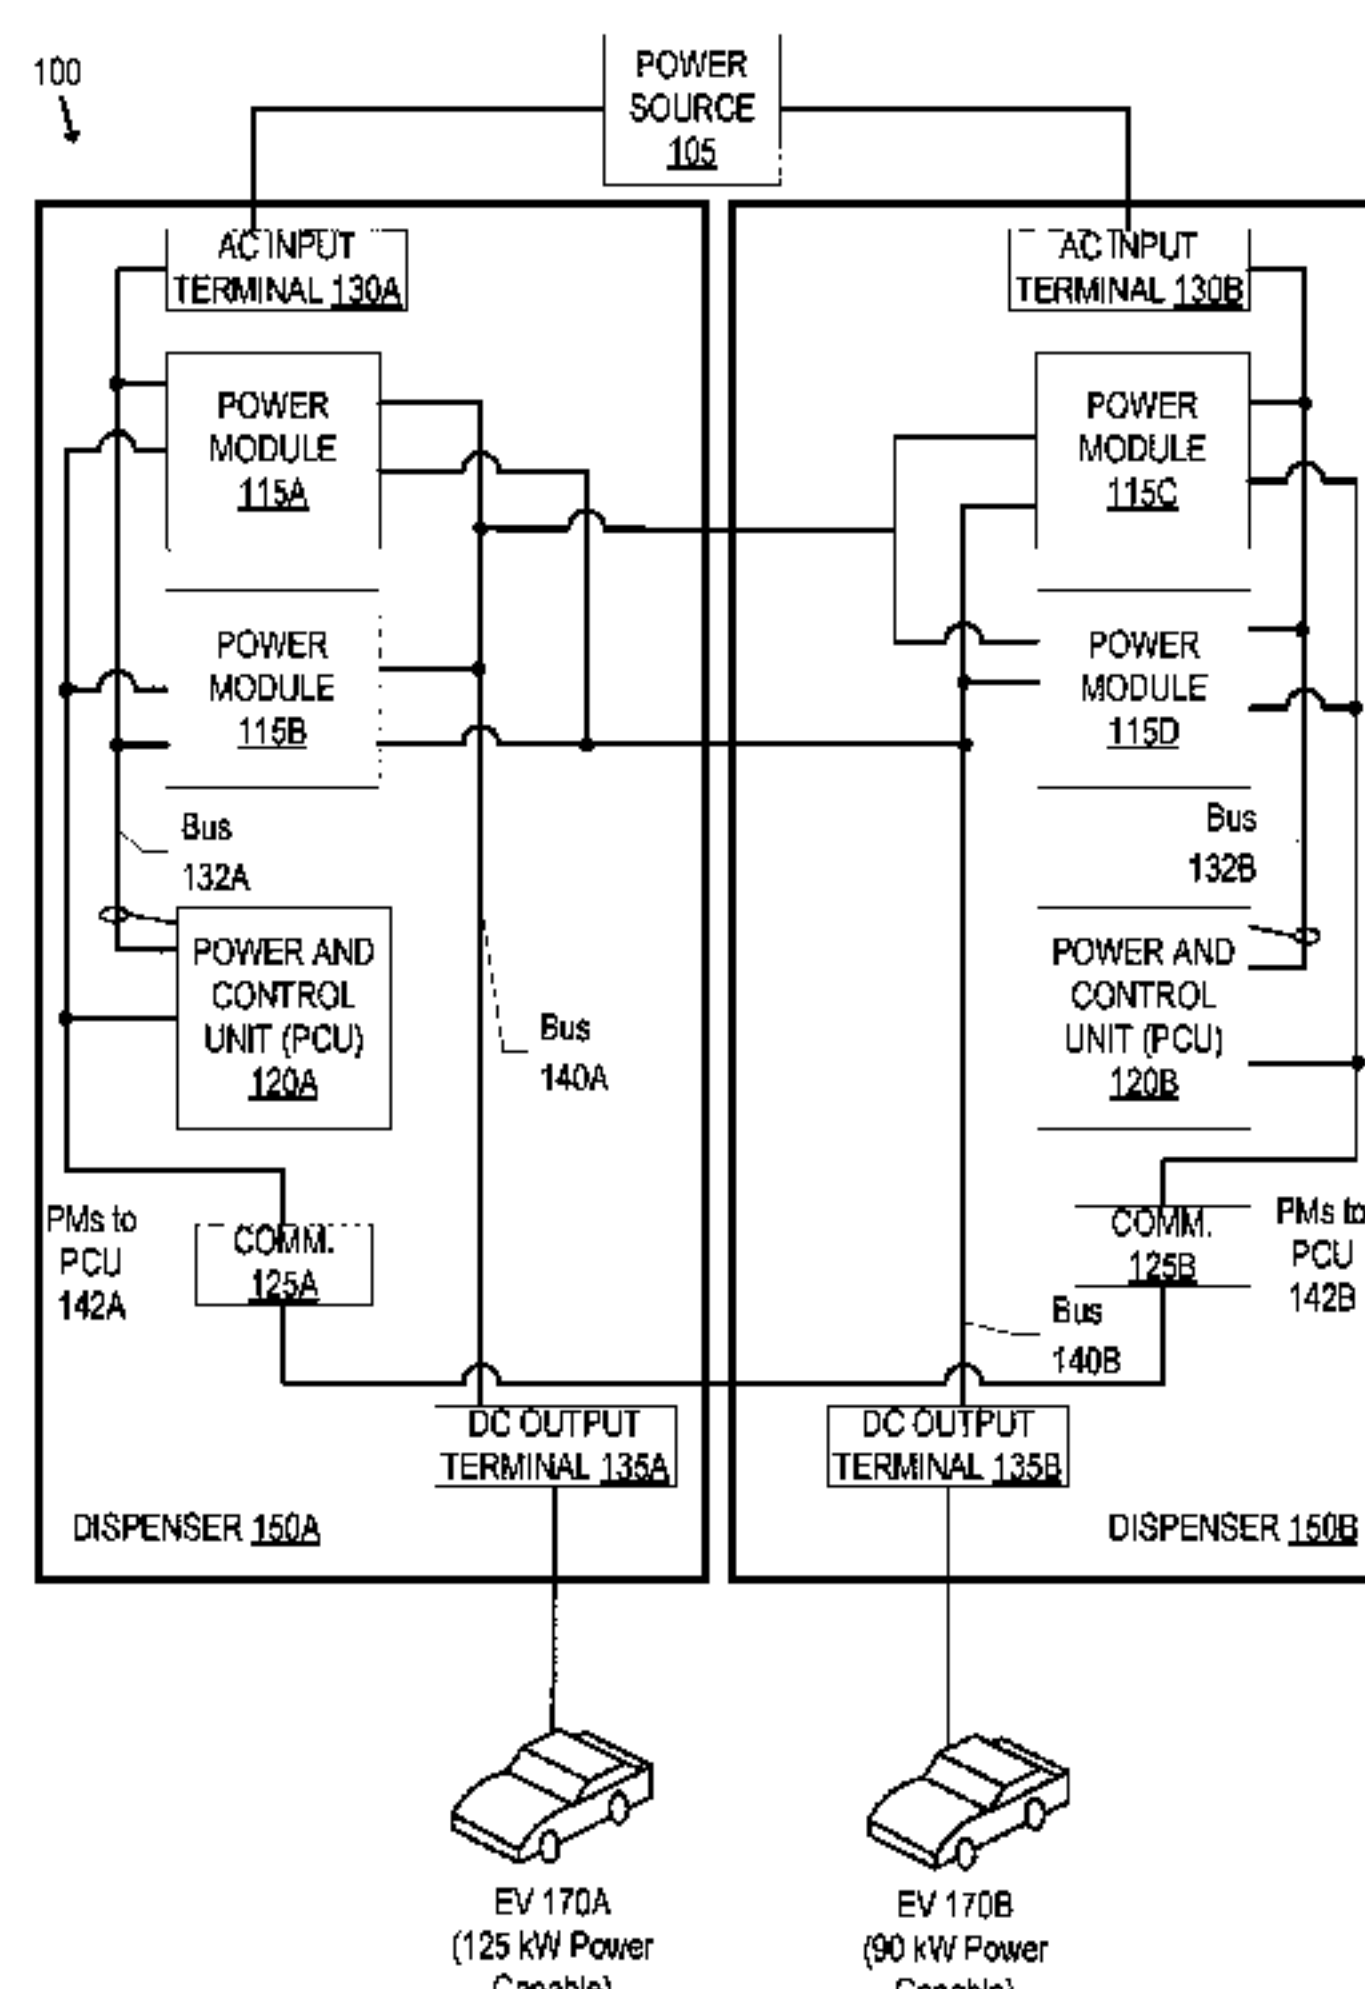 100
POWER
SOURCE
105
AC INPUT
TERMINAL 130A
AC INPUT
TERMINAL 130B
POWER
MODULE
115A
POWER
MODULE
115C
POWER
MODULE
115B
POWER
MODULE
115D
Bus
132A
Bus
132B
POWER AND
CONTROL
UNIT (PCU)
120A
POWER AND
CONTROL
UNIT (PCU)
120B
Bus
140A
PMs to
PCU
142A
COMM.
125A
COMM.
125B
PMs to
PCU
142B
Bus
140B
DC OUTPUT
TERMINAL 135A
DC OUTPUT
TERMINAL 135B
DISPENSER 150A
DISPENSER 150B
EV 170A
(125 kW Power
Capable)
EV 170B
(90 kW Power
Capable)